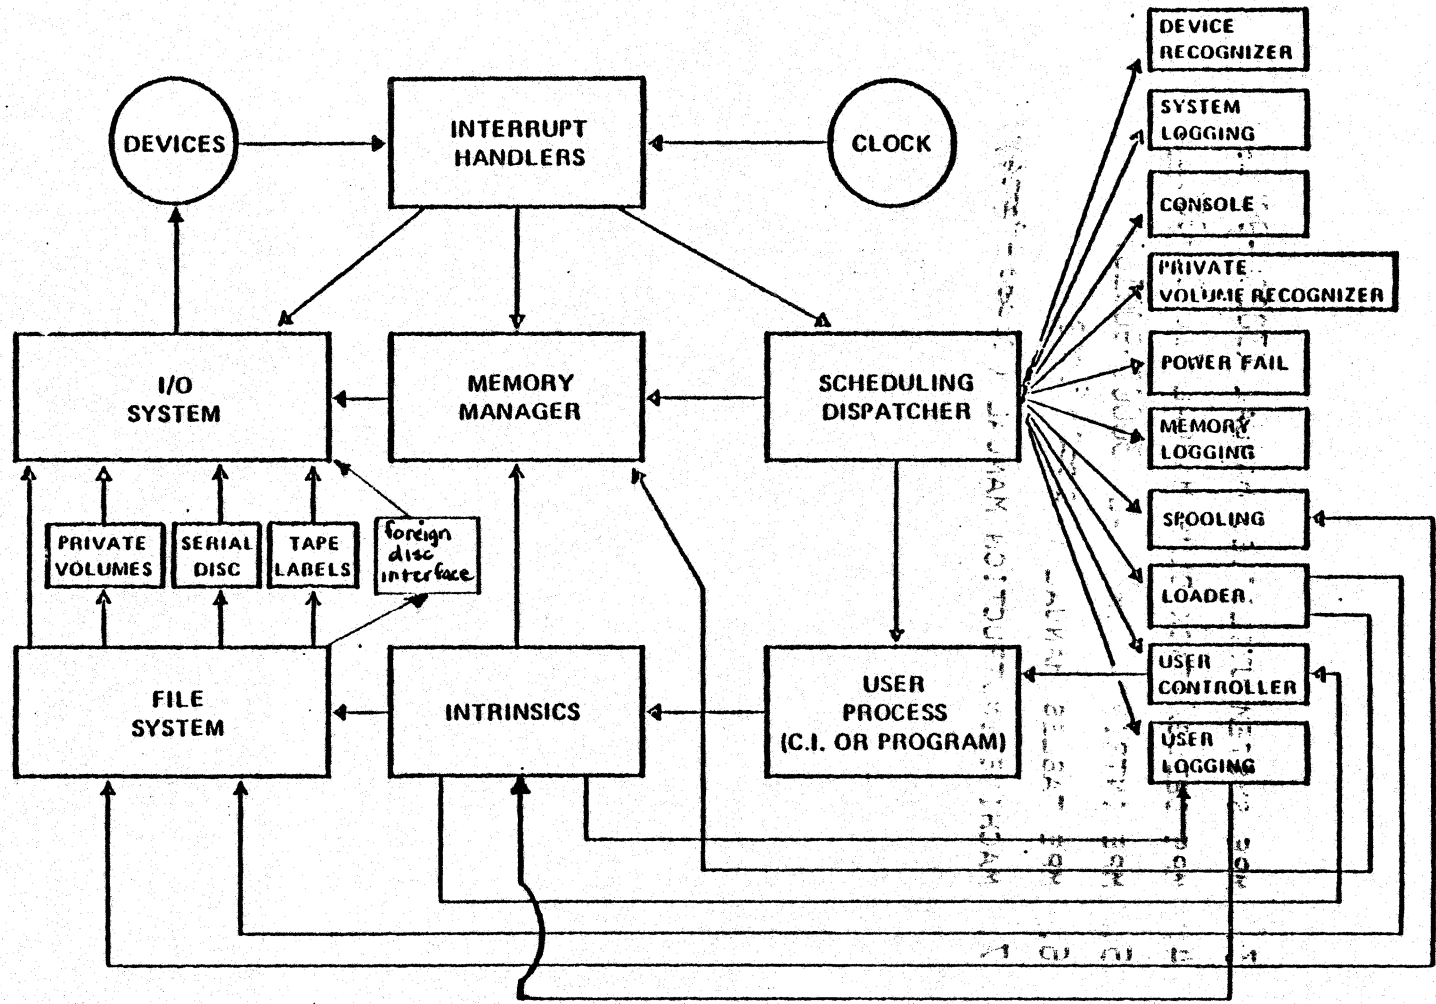 DEVICE
RECOGNIZER
SYSTEM
LOGGING
DEVICES
INTERRUPT
HANDLERS
CLOCK
CONSOLE
PRIVATE
VOLUME RECOGNIZER
I/O
SYSTEM
MEMORY
MANAGER
SCHEDULING
DISPATCHER
POWER FAIL
MEMORY
LOGGING
SPOOLING
PRIVATE
VOLUMES
SERIAL
DISC
TAPE
LABELS
foreign
disc
interface
LOADER
FILE
SYSTEM
INTRINSICS
USER
PROCESS
(C.I. OR PROGRAM)
USER
CONTROLLER
USER
LOGGING